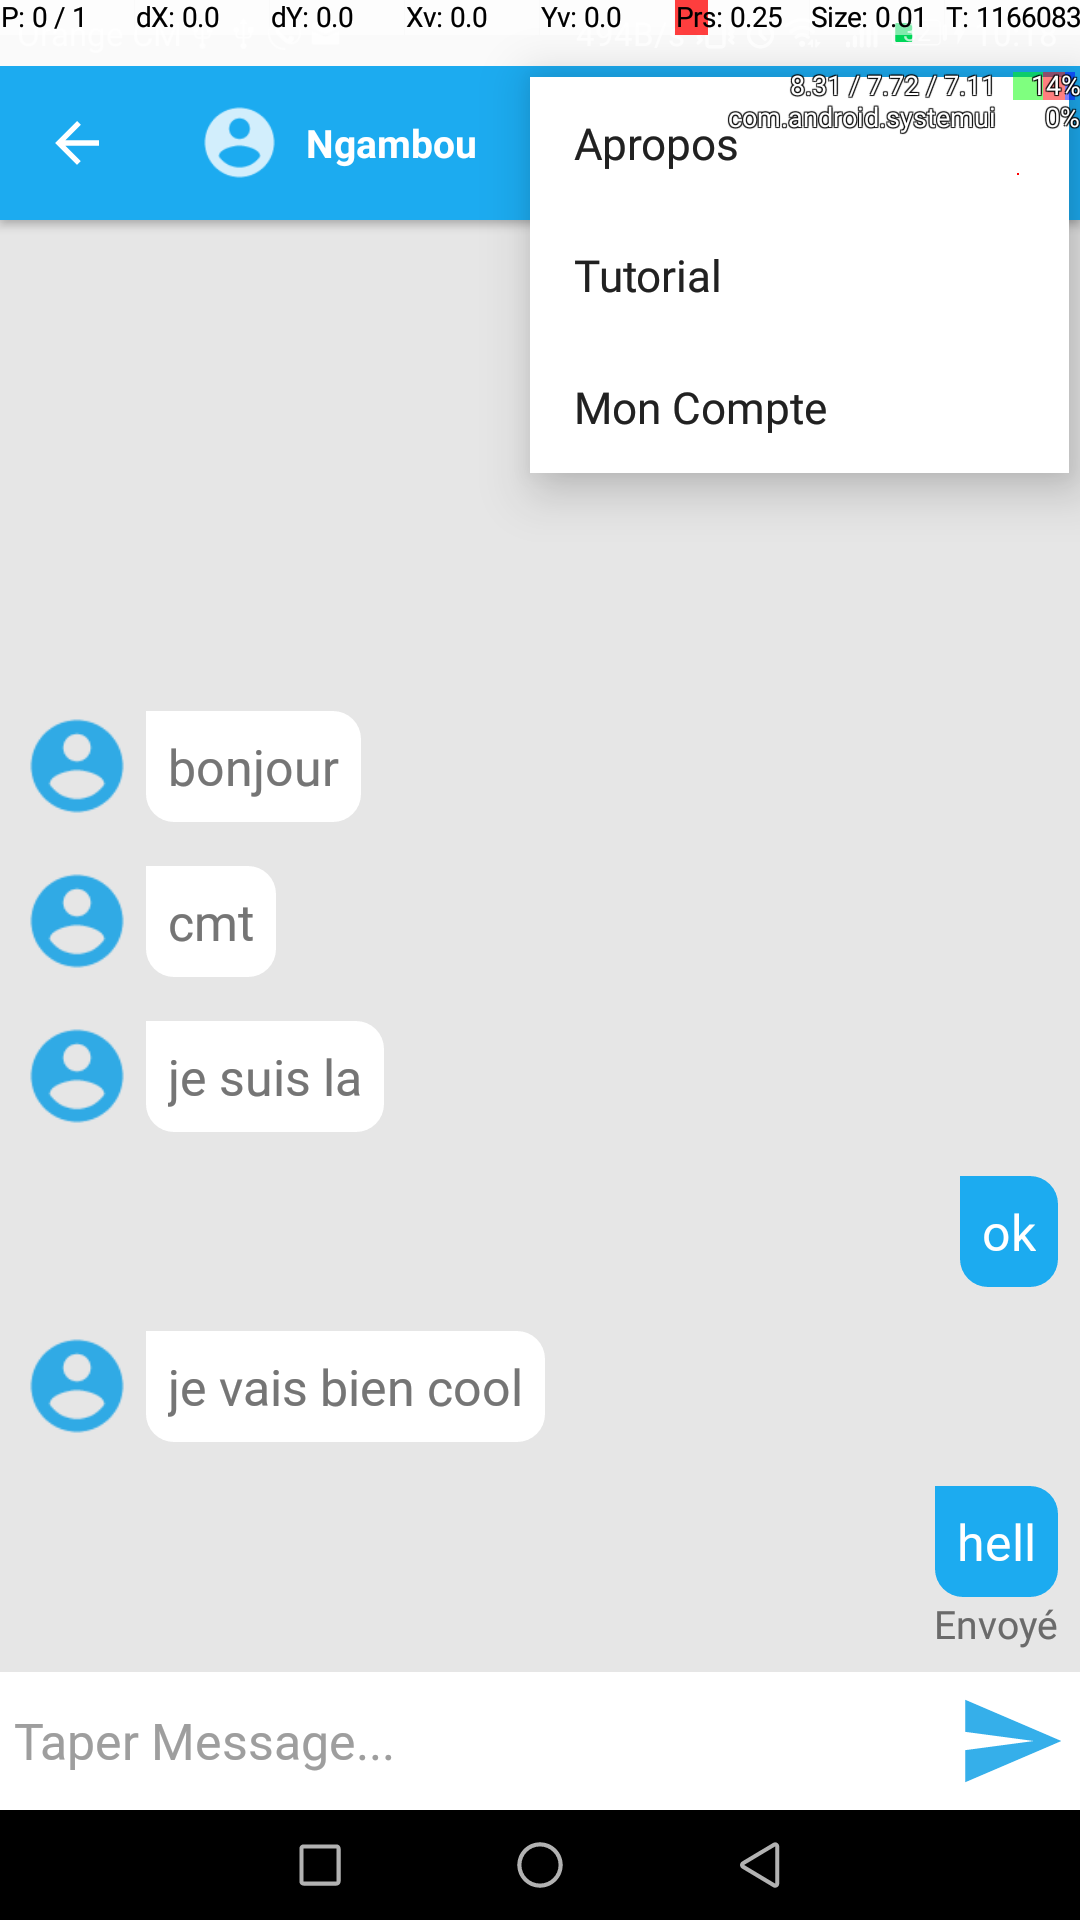 P: 0 / 1 dX: 0.0 dY: 0.0 Xv: 0.0 Yv: 0.0 Prs: 0.25 Size: 0.01 T: 1166083
Orange CM
8.31 / 7.72 / 7.11 14%
com.android.systemui 0%
Ngambou
Apropos
Tutorial
Mon Compte
bonjour
cmt
je suis la
ok
je vais bien cool
hell
Envoyé
Taper Message...